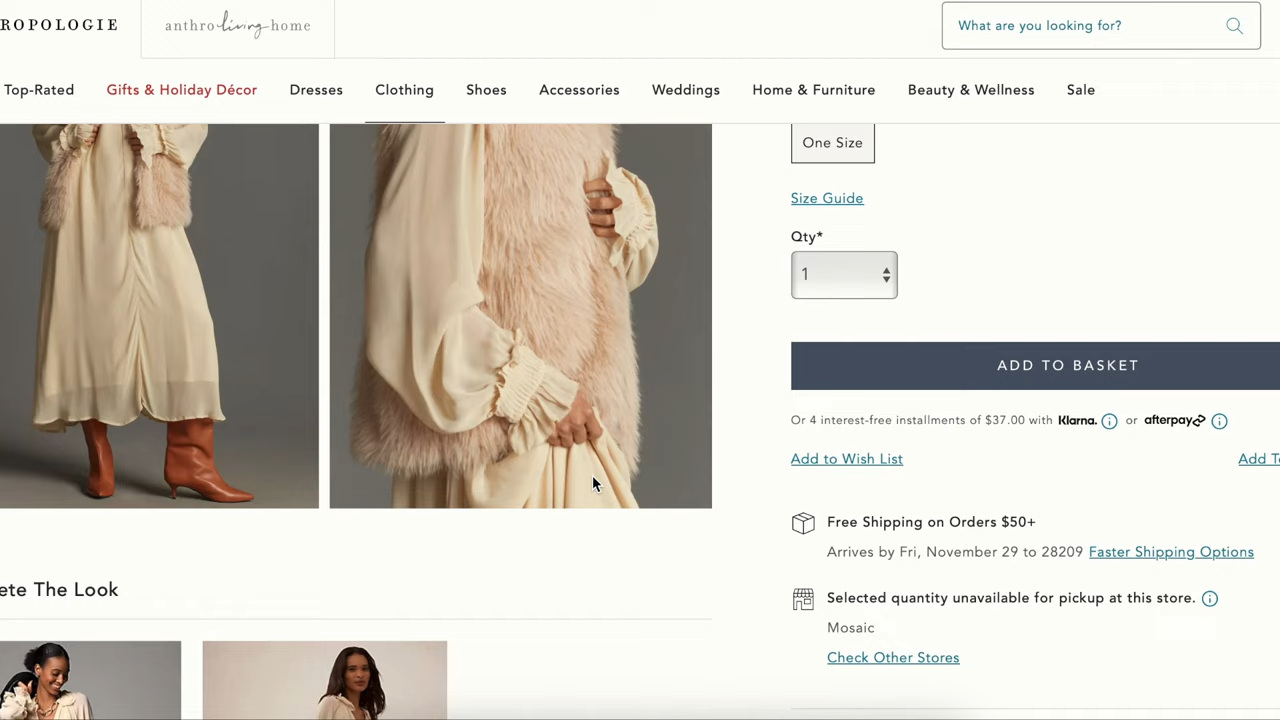 ROPOLOGIE
anthro living home
What are you looking for?
Top-Rated
Gifts & Holiday Décor
Dresses
Clothing
Shoes
Accessories
Weddings
Home & Furniture
Beauty & Wellness
Sale
One Size
Size Guide
Qty*
1
ADD TO BASKET
Or 4 interest-free installments of $37.00 with Klarna. or afterpay
Add to Wish List
Add T
Free Shipping on Orders $50+
Arrives by Fri, November 29 to 28209 Faster Shipping Options
Selected quantity unavailable for pickup at this store.
Mosaic
Check Other Stores
ete The Look